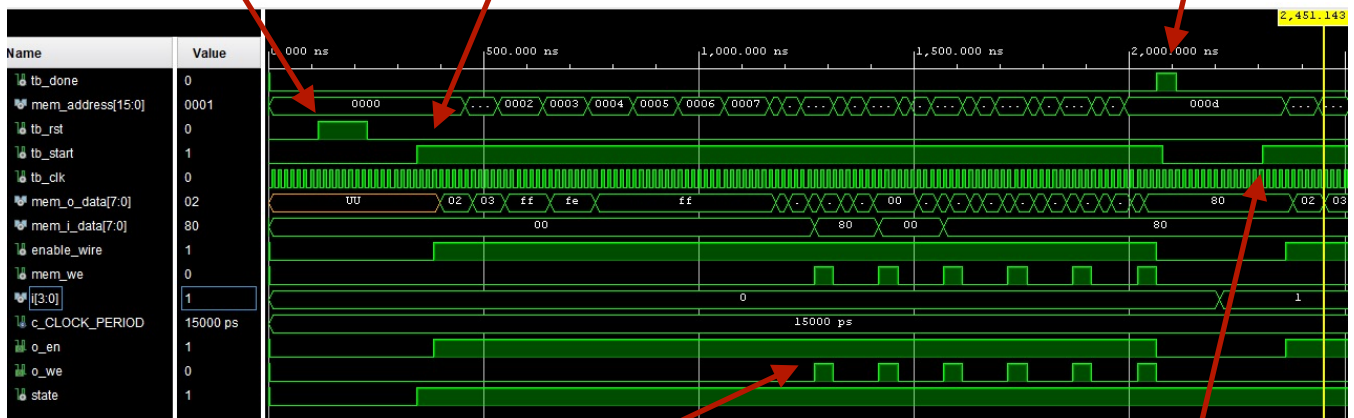 2,451.143
Name Value 0.000 ns 500.000 ns 1,000.000 ns 1,500.000 ns 2,000.000 ns
tb_done 0
mem_address[15:0] 0001 0000 ... 0002 0003 0004 0005 0006 0007 . . ... . ... . . ... . ... . . ... . . 000d ... ...
tb_rst 0
tb_start 1
tb_clk 0
mem_o_data[7:0] 02 UU 02 03 ff fe ff . . . 00 . . . . . . . . 80 02 03
mem_i_data[7:0] 80 00 80 00 80
enable_wire 1
mem_we 0
i[3:0] 1 0 1
c_CLOCK_PERIOD 15000 ps 15000 ps
o_en 1
o_we 0
state 1